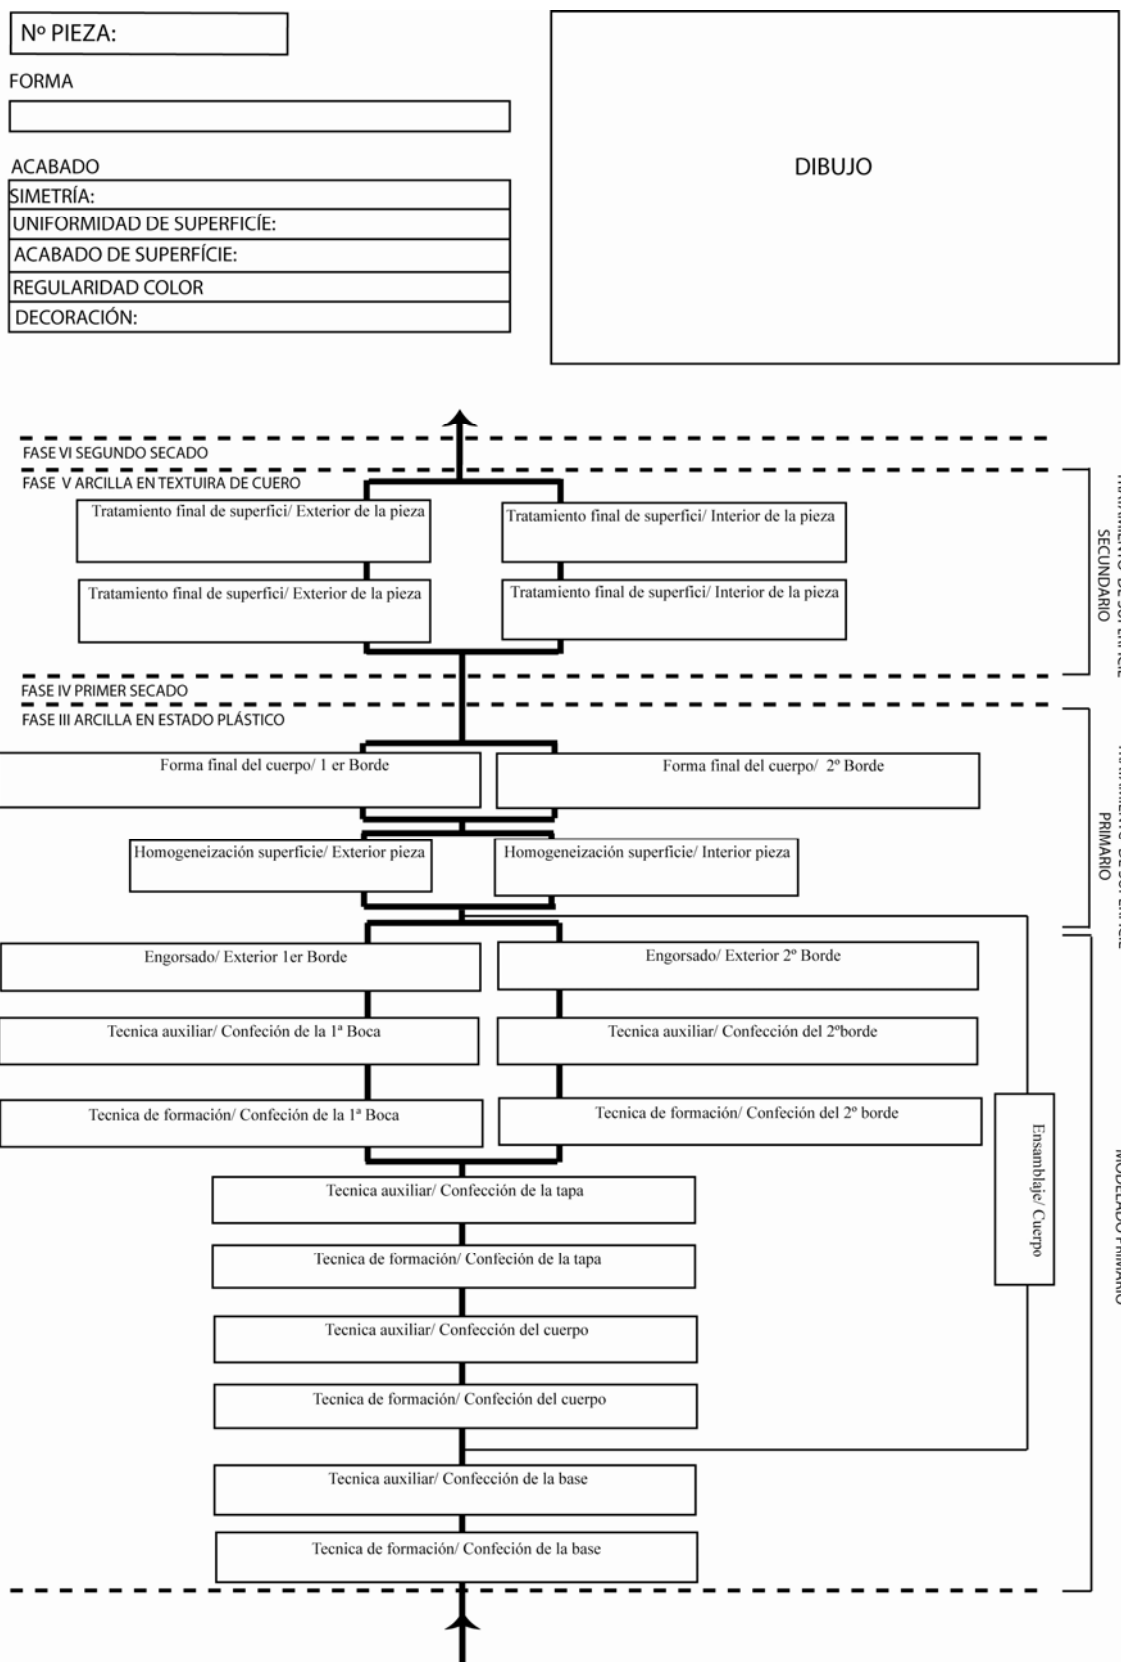 Nº PIEZA:
FORMA
ACABADO
SIMETRÍA:
UNIFORMIDAD DE SUPERFICÍE:
ACABADO DE SUPERFÍCIE:
REGULARIDAD COLOR
DECORACIÓN:
DIBUJO
FASE VI SEGUNDO SECADO
FASE V ARCILLA EN TEXTUIRA DE CUERO
Tratamiento final de superfici/ Exterior de la pieza
Tratamiento final de superfici/ Interior de la pieza
Tratamiento final de superfici/ Exterior de la pieza
Tratamiento final de superfici/ Interior de la pieza
SECUNDARIO
FASE IV PRIMER SECADO
FASE III ARCILLA EN ESTADO PLÁSTICO
Forma final del cuerpo/ 1 er Borde
Forma final del cuerpo/ 2º Borde
Homogeneización superficie/ Exterior pieza
Homogeneización superficie/ Interior pieza
PRIMARIO
Engorsado/ Exterior 1er Borde
Engorsado/ Exterior 2º Borde
Tecnica auxiliar/ Confeción de la 1ª Boca
Tecnica auxiliar/ Confección del 2ºborde
Tecnica de formación/ Confeción de la 1ª Boca
Tecnica de formación/ Confeción del 2º borde
Ensamblaje/ Cuerpo
MODELADO PRIMARIO
Tecnica auxiliar/ Confección de la tapa
Tecnica de formación/ Confeción de la tapa
Tecnica auxiliar/ Confección del cuerpo
Tecnica de formación/ Confeción del cuerpo
Tecnica auxiliar/ Confección de la base
Tecnica de formación/ Confeción de la base